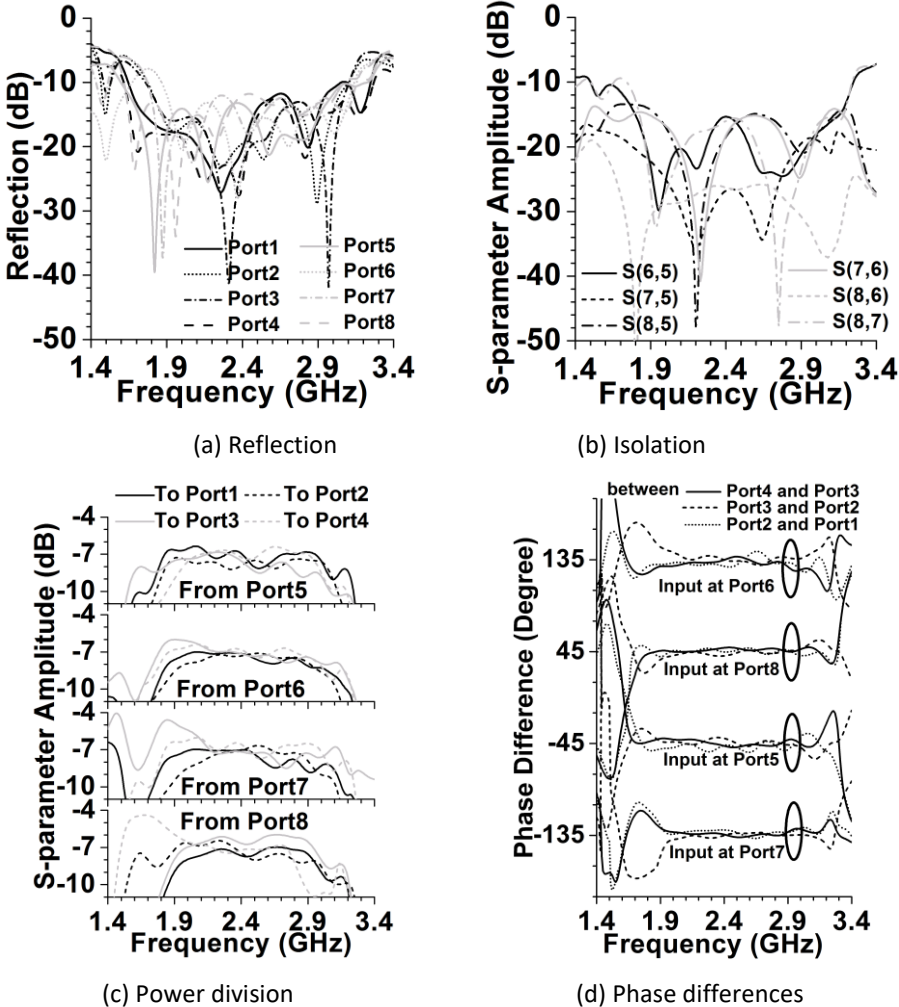 0
-10
-20
-30
-40
-50
Reflection (dB)
Port1
Port2
Port3
Port4
Port5
Port6
Port7
Port8
1.4 1.9 2.4 2.9 3.4
Frequency (GHz)
(a) Reflection
0
-10
-20
-30
-40
-50
S-parameter Amplitude (dB)
S(6,5)
S(7,5)
S(8,5)
S(7,6)
S(8,6)
S(8,7)
1.4 1.9 2.4 2.9 3.4
Frequency (GHz)
(b) Isolation
To Port1 To Port2
To Port3 To Port4
S-parameter Amplitude (dB)
-4
-7
-10
From Port5
-4
-7
-10
From Port6
-4
-7
-10
From Port7
-4
From Port8
-7
-10
1.4 1.9 2.4 2.9 3.4
Frequency (GHz)
(c) Power division
between
Port4 and Port3
Port3 and Port2
Port2 and Port1
Phase Difference (Degree)
135
Input at Port6
45
Input at Port8
-45
Input at Port5
-135
Input at Port7
1.4 1.9 2.4 2.9 3.4
Frequency (GHz)
(d) Phase differences